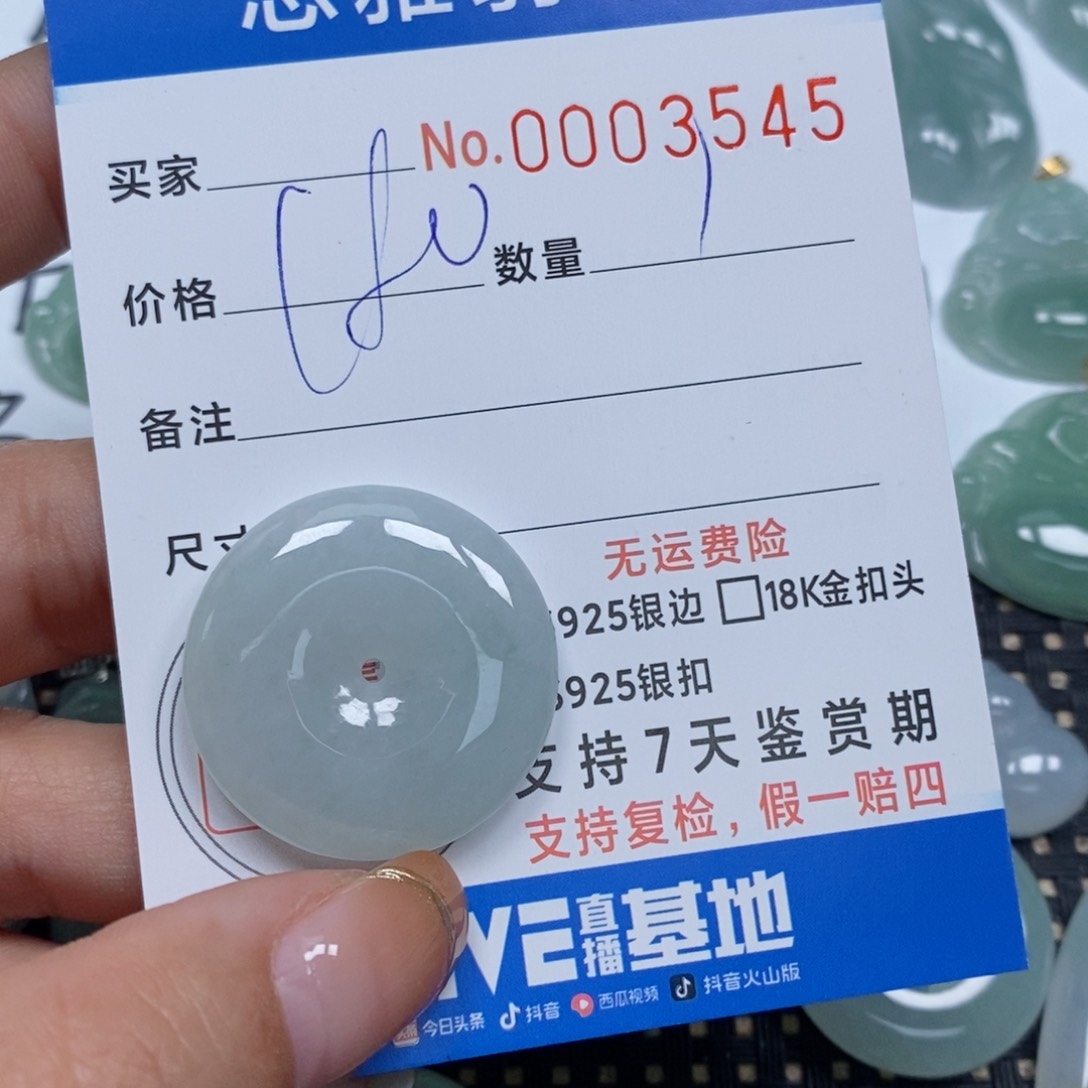 买家 No.0003545
价格 数量
备注
尺寸
无运费险
925银边 □18K金扣头
S925银扣
支持7天鉴赏期
支持复检，假一赔四
VE直播基地
今日头条 抖音 西瓜视频 抖音火山版